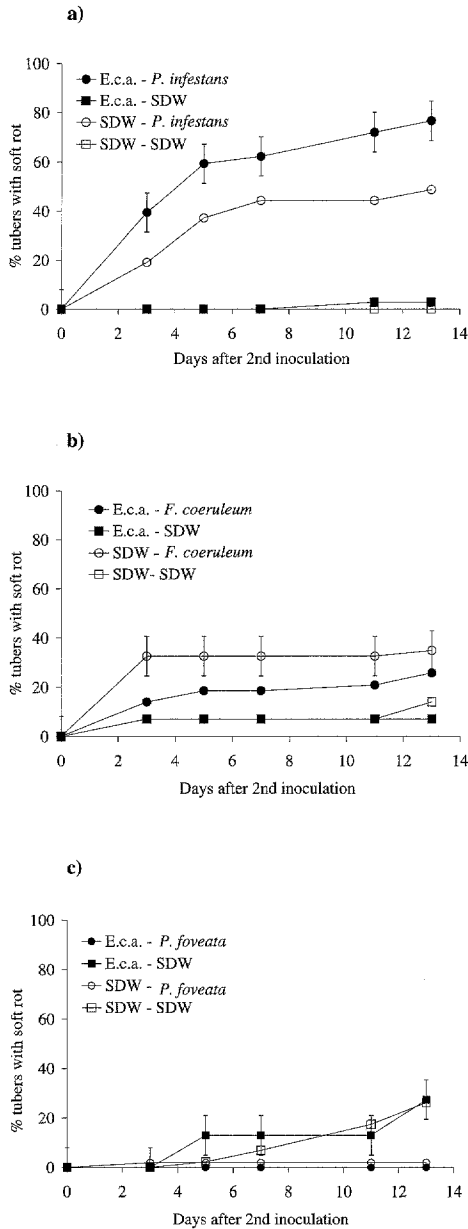 a)
100
80
60
40
20
0
% tubers with soft rot
E.c.a. - P. infestans
E.c.a. - SDW
SDW - P. infestans
SDW - SDW
0 2 4 6 8 10 12 14
Days after 2nd inoculation
b)
100
80
60
40
20
0
% tubers with soft rot
E.c.a. - F. coeruleum
E.c.a. - SDW
SDW - F. coeruleum
SDW- SDW
0 2 4 6 8 10 12 14
Days after 2nd inoculation
c)
100
80
60
40
20
0
% tubers with soft rot
E.c.a. - P. foveata
E.c.a. - SDW
SDW - P. foveata
SDW - SDW
0 2 4 6 8 10 12 14
Days after 2nd inoculation